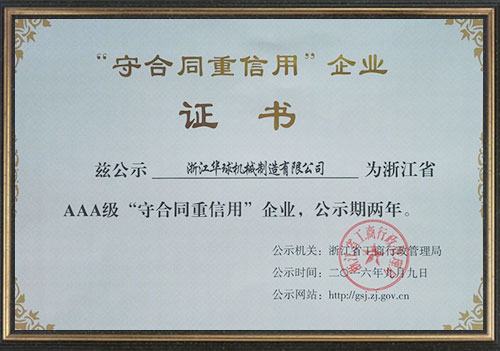 “守合同重信用”企业
证书
兹公示 浙江华球机械制造有限公司 为浙江省
AAA级“守合同重信用”企业，公示期两年。
公示机关：浙江省工商行政管理局
公示时间：二〇一六年九月九日
公示网站：http://gsj.zj.gov.cn